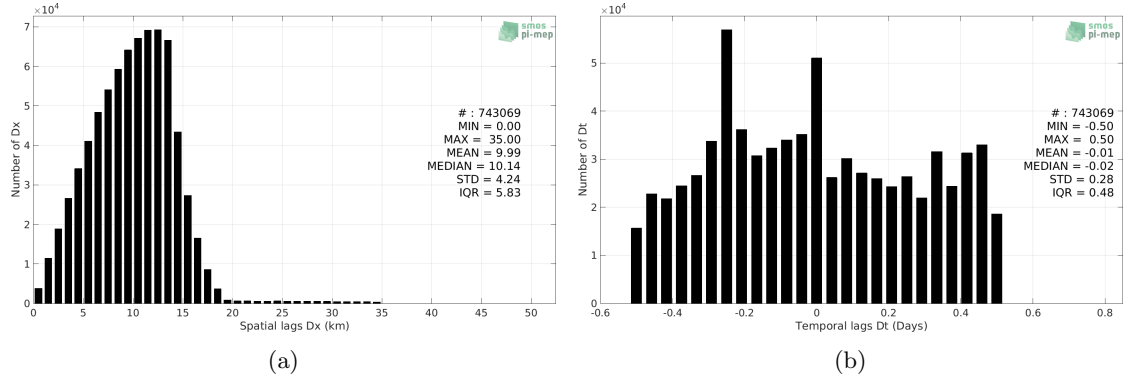 ×10⁴
7
6
5
4
3
2
1
0
Number of Dx
smos
pi-mep
# : 743069
MIN = 0.00
MAX = 35.00
MEAN = 9.99
MEDIAN = 10.14
STD = 4.24
IQR = 5.83
0 5 10 15 20 25 30 35 40 45 50
Spatial lags Dx (km)
(a)
×10⁴
5
4
3
2
1
0
Number of Dt
smos
pi-mep
# : 743069
MIN = -0.50
MAX = 0.50
MEAN = -0.01
MEDIAN = -0.02
STD = 0.28
IQR = 0.48
-0.6 -0.4 -0.2 0 0.2 0.4 0.6 0.8
Temporal lags Dt (Days)
(b)